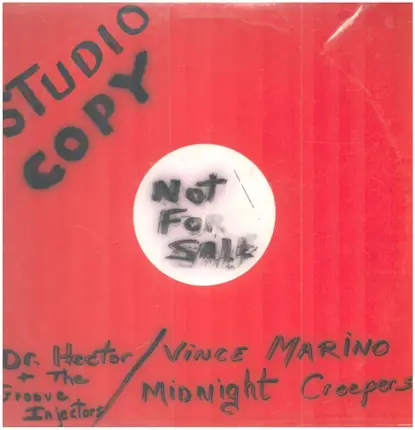 STUDIO
COPY
NOT
FOR
SALE
Dr. Hector
+ The
Groove
Injectors
/
VINCE MARINO
MIDNIGHT Creepers